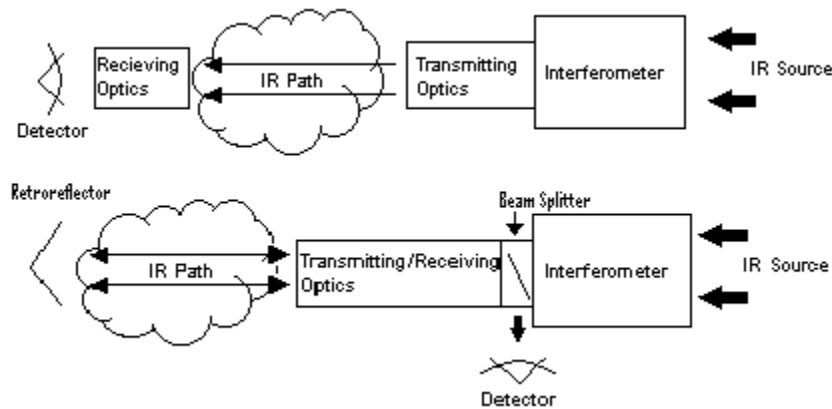 Recieving
Optics
IR Path
Transmitting
Optics
Interferometer
IR Source
Detector
Retroreflector
Beam Splitter
IR Path
Transmitting/Receiving
Optics
Interferometer
IR Source
Detector